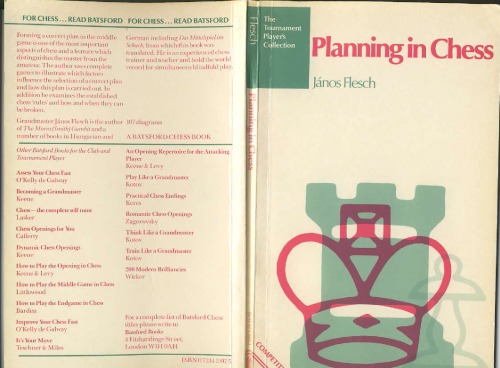 FOR CHESS... READ BATSFORD
FOR CHESS... READ BATSFORD
Forming a correct plan in the middle
game is one of the most important
aspects of chess and a feature which
distinguishes the master from the
amateur. The author uses complete
games to illustrate which factors
influence the selection of a correct plan
and how this plan is carried out. In
addition he examines the established
chess 'rules' and how and when they can
be broken.
Grandmaster János Flesch is the author
of The Morra (Smith) Gambit and a
number of books in Hungarian and
German including Das Mittelspiel im
Schach, from which this book was
translated. He is an experienced chess
trainer and teacher and holds the world
record for simultaneous blindfold play.
107 diagrams
A BATSFORD CHESS BOOK
Other Batsford Books for the Club and
Tournament Player
Assess Your Chess Fast
O'Kelly de Galway
Becoming a Grandmaster
Keene
Chess – the complete self tutor
Lasker
Chess Openings for You
Cafferty
Dynamic Chess Openings
Keene
How to Play the Opening in Chess
Keene & Levy
How to Play the Middle Game in Chess
Littlewood
How to Play the Endgame in Chess
Barden
Improve Your Chess Fast
O'Kelly de Galway
It's Your Move
Teschner & Miles
An Opening Repertoire for the Attacking
Player
Keene & Levy
Play Like a Grandmaster
Kotov
Practical Chess Endings
Keres
Romantic Chess Openings
Zagorovsky
Think Like a Grandmaster
Kotov
Train Like a Grandmaster
Kotov
200 Modern Brilliancies
Wicker
For a complete list of Batsford Chess
titles please write to
Batsford Books
4 Fitzhardinge Street,
London W1H 0AH
ISBN
Flesch
Planning in Chess
The
Tournament
Player's
Collection
Planning in Chess
János Flesch